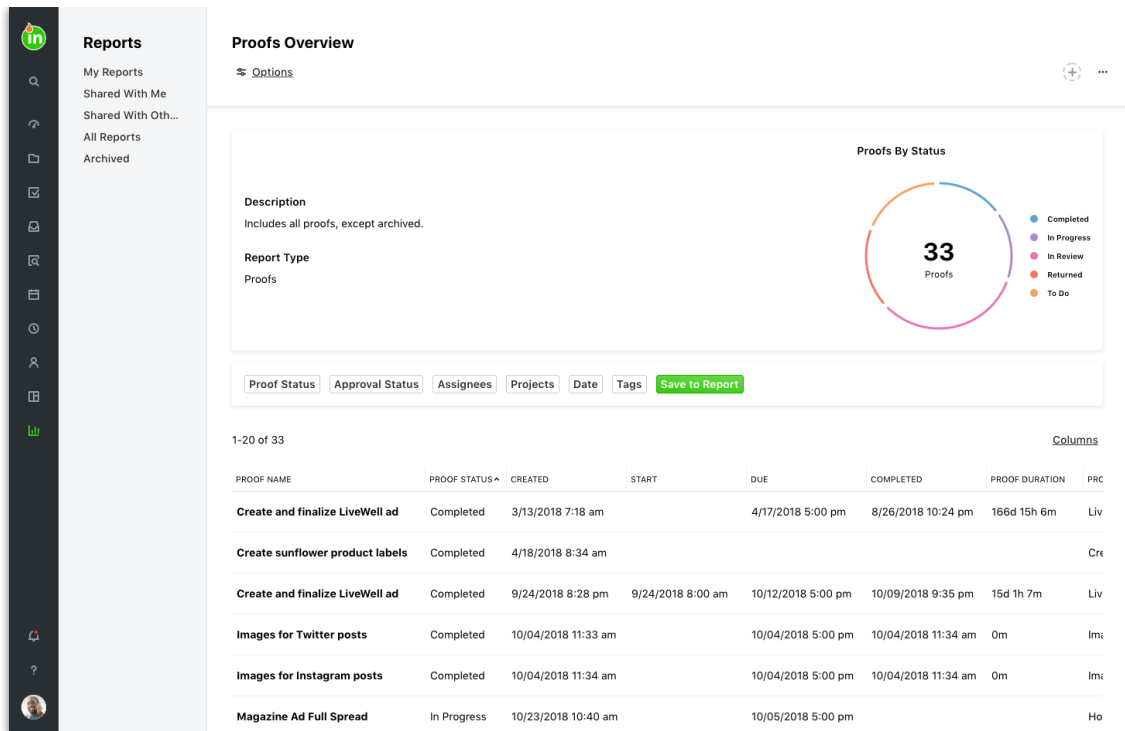 in
Reports
My Reports
Shared With Me
Shared With Oth...
All Reports
Archived
?
Proofs Overview
Options
Description
Includes all proofs, except archived.
Report Type
Proofs
Proofs By Status
33
Proofs
Completed
In Progress
In Review
Returned
To Do
Proof Status Approval Status Assignees Projects Date Tags Save to Report
1-20 of 33 Columns
PROOF NAME PROOF STATUS CREATED START DUE COMPLETED PROOF DURATION PRO
Create and finalize LiveWell ad Completed 3/13/2018 7:18 am 4/17/2018 5:00 pm 8/26/2018 10:24 pm 166d 15h 6m Liv
Create sunflower product labels Completed 4/18/2018 8:34 am Cre
Create and finalize LiveWell ad Completed 9/24/2018 8:28 pm 9/24/2018 8:00 am 10/12/2018 5:00 pm 10/09/2018 9:35 pm 15d 1h 7m Liv
Images for Twitter posts Completed 10/04/2018 11:33 am 10/04/2018 5:00 pm 10/04/2018 11:34 am 0m Ima
Images for Instagram posts Completed 10/04/2018 11:34 am 10/04/2018 5:00 pm 10/04/2018 11:34 am 0m Ima
Magazine Ad Full Spread In Progress 10/23/2018 10:40 am 10/05/2018 5:00 pm Ho